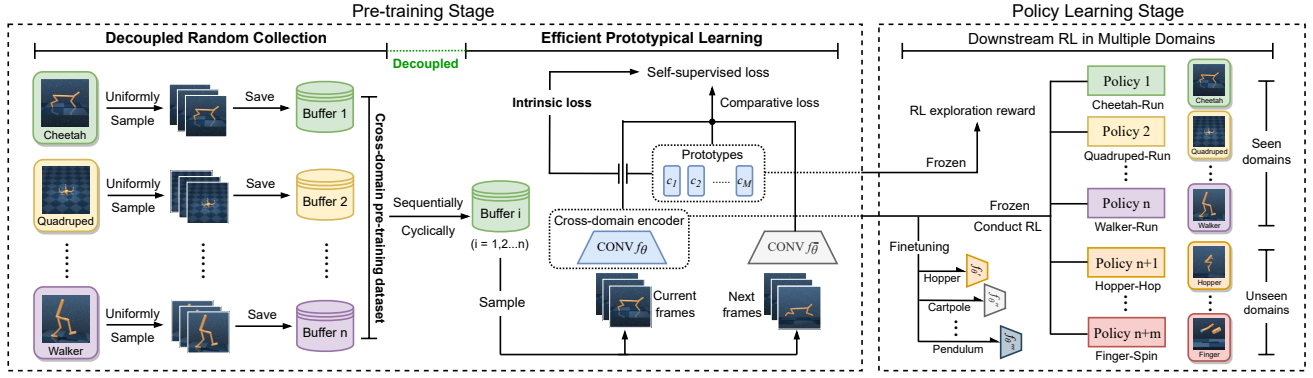 Pre-training Stage
Policy Learning Stage
Decoupled Random Collection
Decoupled
Efficient Prototypical Learning
Downstream RL in Multiple Domains
Cheetah
Uniformly
Sample
Save
Buffer 1
Quadruped
Uniformly
Sample
Save
Buffer 2
Walker
Uniformly
Sample
Save
Buffer n
Cross-domain pre-training dataset
Sequentially
Cyclically
Buffer i
(i = 1,2...n)
Sample
Self-supervised loss
Intrinsic loss
Comparative loss
Prototypes
c1 c2 ...... cM
Cross-domain encoder
CONV fθ
CONV fθ̅
Current
frames
Next
frames
RL exploration reward
Frozen
Frozen
Conduct RL
Finetuning
Hopper
Cartpole
Pendulum
Policy 1
Cheetah-Run
Cheetah
Policy 2
Quadruped-Run
Quadruped
Policy n
Walker-Run
Walker
Policy n+1
Hopper-Hop
Hopper
Policy n+m
Finger-Spin
Finger
Seen
domains
Unseen
domains